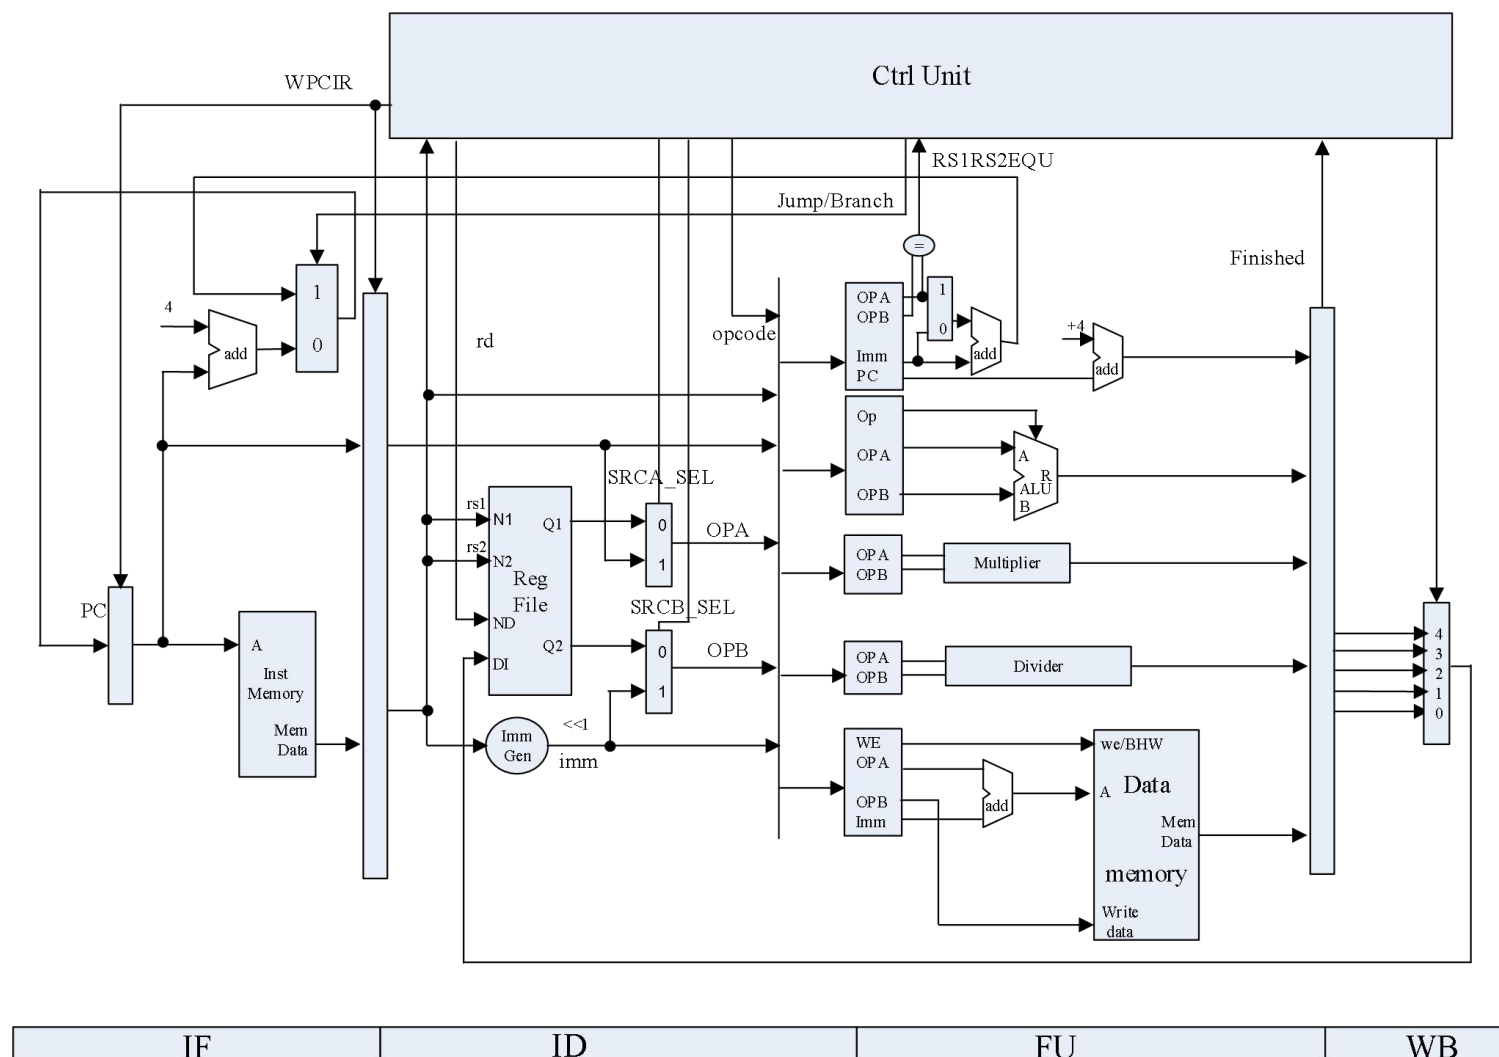 Ctrl Unit
WPCIR
RS1RS2EQU
Jump/Branch
=
Finished
4
add
1
0
rd
opcode
OPA
OPB
Imm
PC
1
0
add
+4
add
Op
OPA
OPB
A
R
ALU
B
SRCA_SEL
rs1
N1
Q1
rs2
N2
Reg
File
ND
Q2
DI
0
1
OPA
SRCB_SEL
0
1
OPB
OPA
OPB
Multiplier
OPA
OPB
Divider
PC
A
Inst
Memory
Mem
Data
Imm
Gen
<<1
imm
WE
OPA
OPB
Imm
add
we/BHW
A
Data
Mem
Data
memory
Write
data
4
3
2
1
0
IF
ID
FU
WB